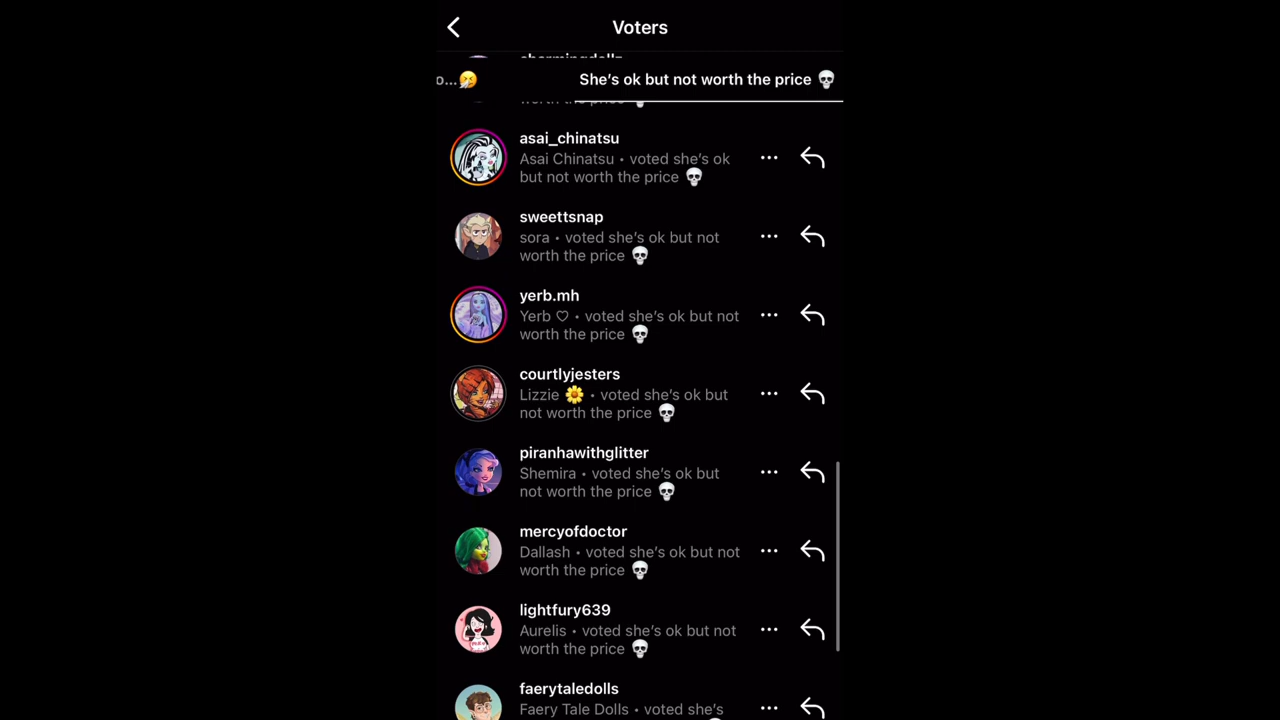 Voters
charmingdollz
o...🤧
She's ok but not worth the price 💀
worth the price 💀
asai_chinatsu
Asai Chinatsu • voted she's ok
but not worth the price 💀
sweettsnap
sora • voted she's ok but not
worth the price 💀
yerb.mh
Yerb ♡ • voted she's ok but not
worth the price 💀
courtlyjesters
Lizzie 🌼 • voted she's ok but
not worth the price 💀
piranhawithglitter
Shemira • voted she's ok but
not worth the price 💀
mercyofdoctor
Dallash • voted she's ok but not
worth the price 💀
lightfury639
Aurelis • voted she's ok but not
worth the price 💀
faerytaledolls
Faery Tale Dolls • voted she's